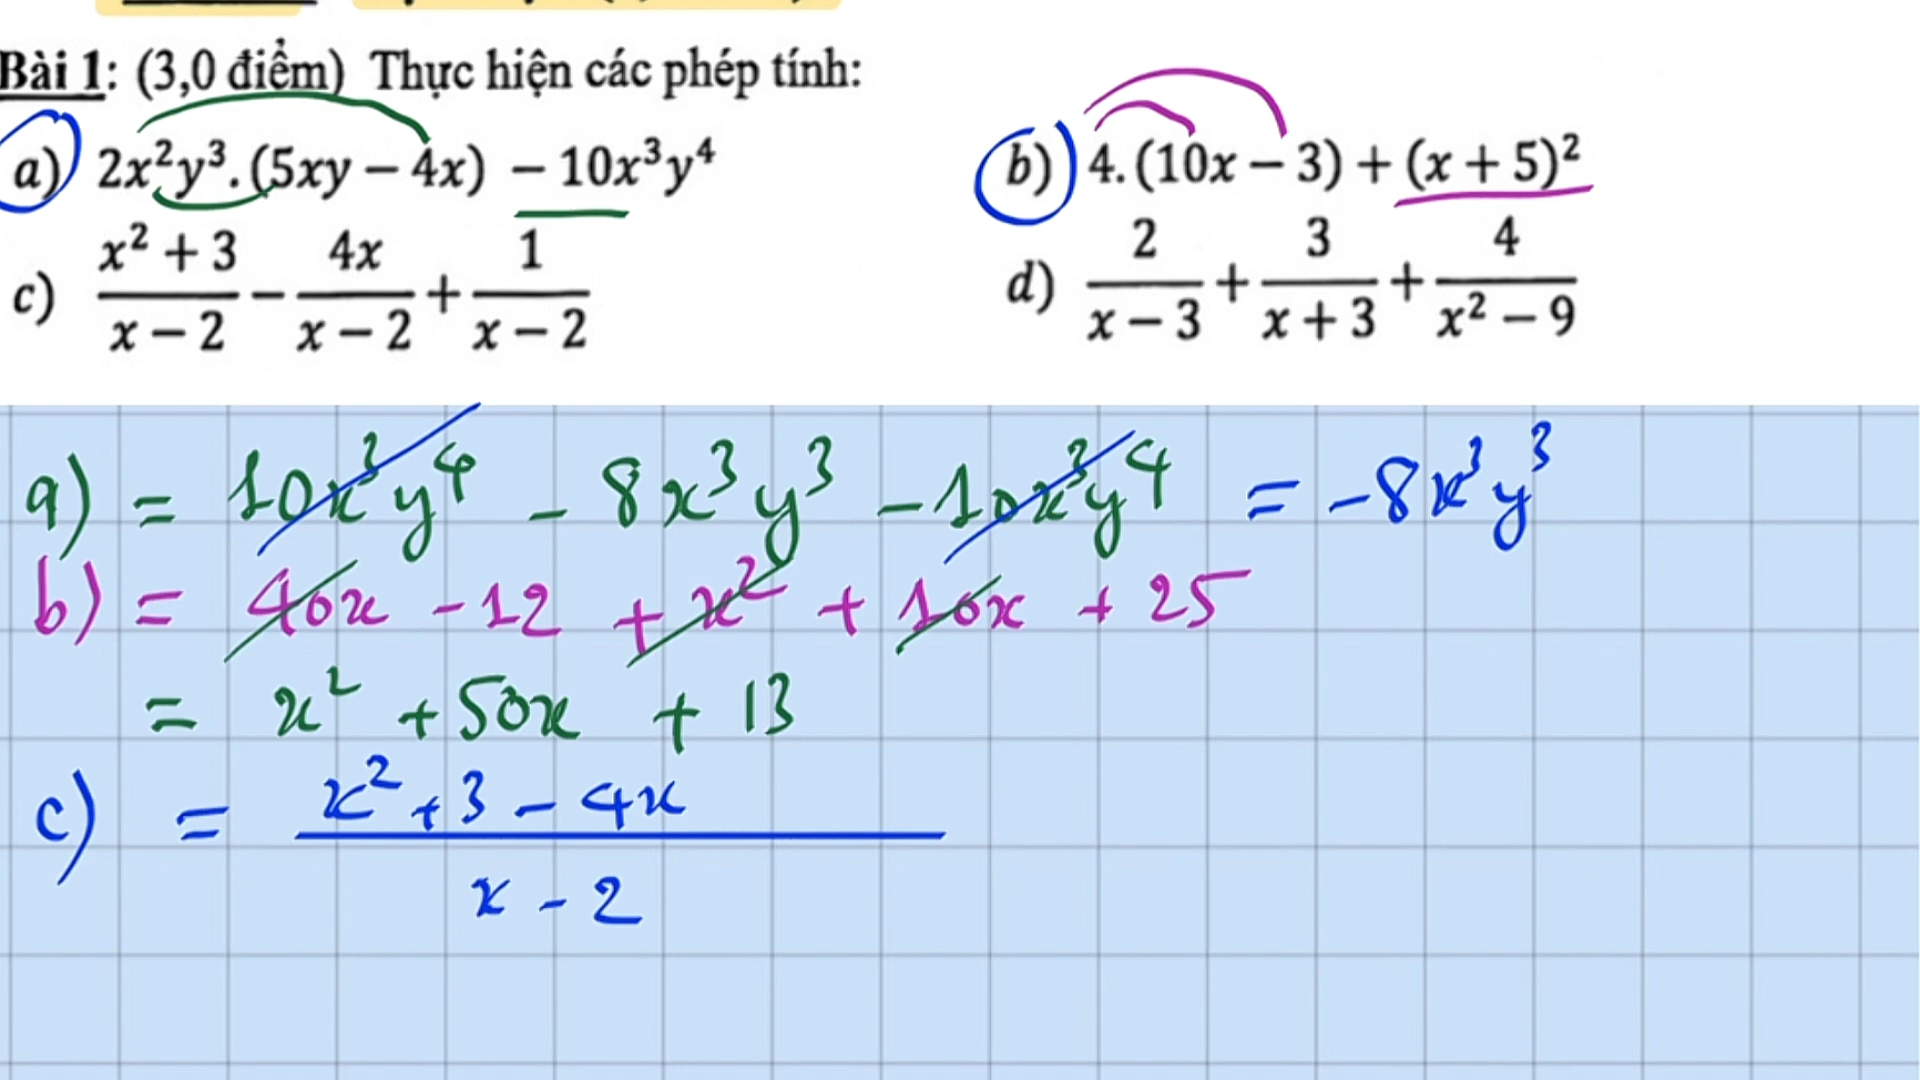 Bài 1: (3,0 điểm) Thực hiện các phép tính:
a) 2x²y³.(5xy − 4x) − 10x³y⁴
b) 4.(10x − 3) + (x + 5)²
c) (x² + 3)/(x − 2) − 4x/(x − 2) + 1/(x − 2)
d) 2/(x − 3) + 3/(x + 3) + 4/(x² − 9)
a) = 10x³y⁴ − 8x³y³ − 10x³y⁴ = −8x³y³
b) = 40x − 12 + x² + 10x + 25
= x² + 50x + 13
c) = (x² + 3 − 4x)/(x − 2)